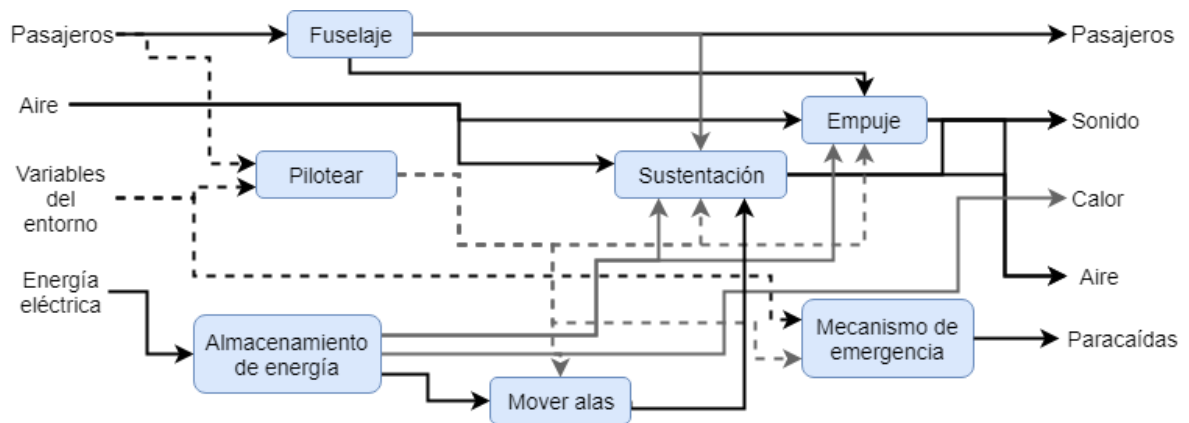 Pasajeros
Fuselaje
Pasajeros
Aire
Empuje
Sonido
Variables
del
entorno
Pilotear
Sustentación
Calor
Energía
eléctrica
Aire
Almacenamiento
de energía
Mecanismo de
emergencia
Paracaídas
Mover alas